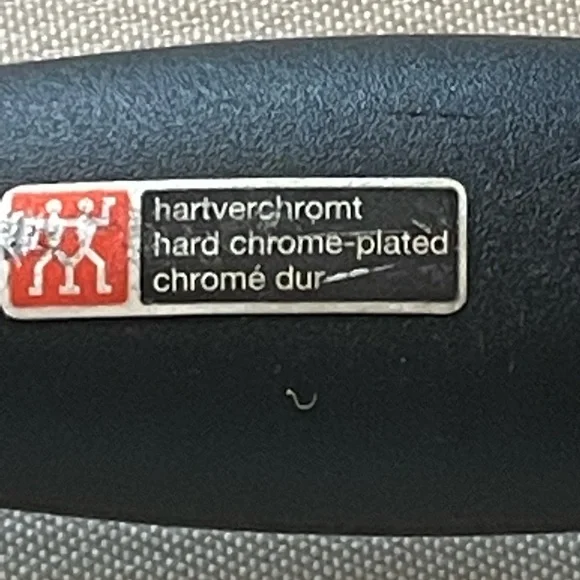 hartverchromt
hard chrome-plated
chromé dur